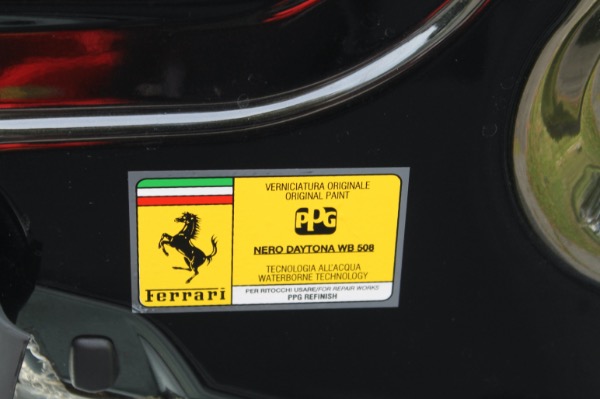 VERNICIATURA ORIGINALE
ORIGINAL PAINT
PPG
NERO DAYTONA WB 508
TECNOLOGIA ALL'ACQUA
WATERBORNE TECHNOLOGY
Ferrari
PER RITOCCHI USARE/FOR REPAIR WORKS
PPG REFINISH